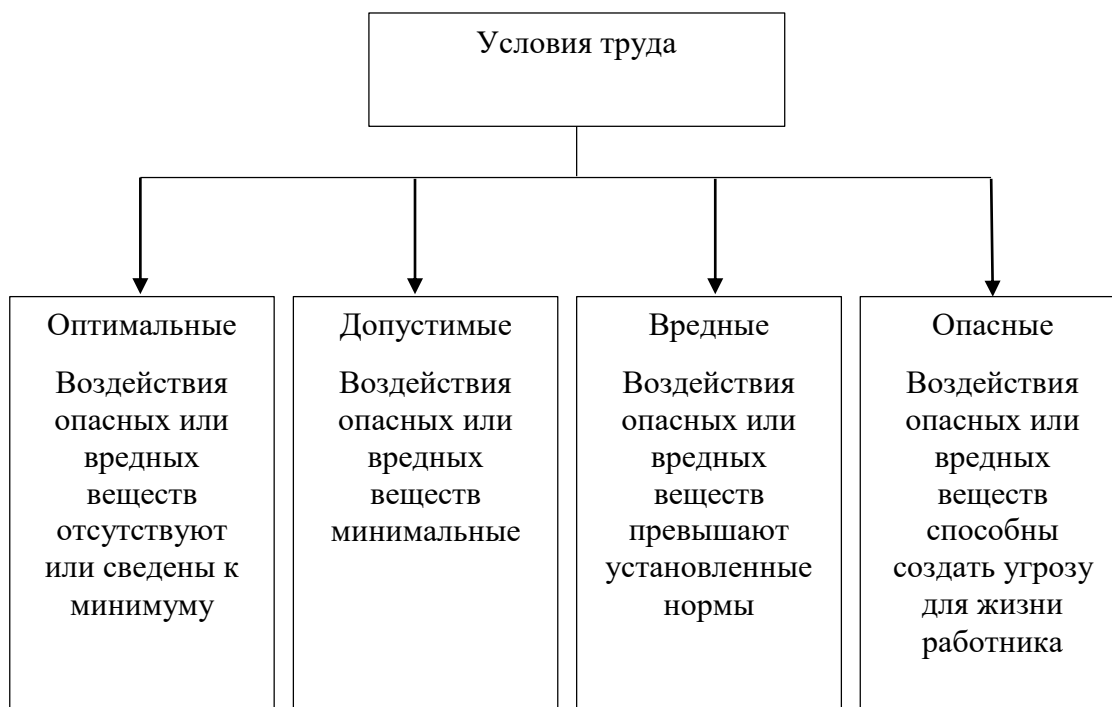 Условия труда
Оптимальные
Воздействия
опасных или
вредных
веществ
отсутствуют
или сведены к
минимуму
Допустимые
Воздействия
опасных или
вредных
веществ
минимальные
Вредные
Воздействия
опасных или
вредных
веществ
превышают
установленные
нормы
Опасные
Воздействия
опасных или
вредных
веществ
способны
создать угрозу
для жизни
работника